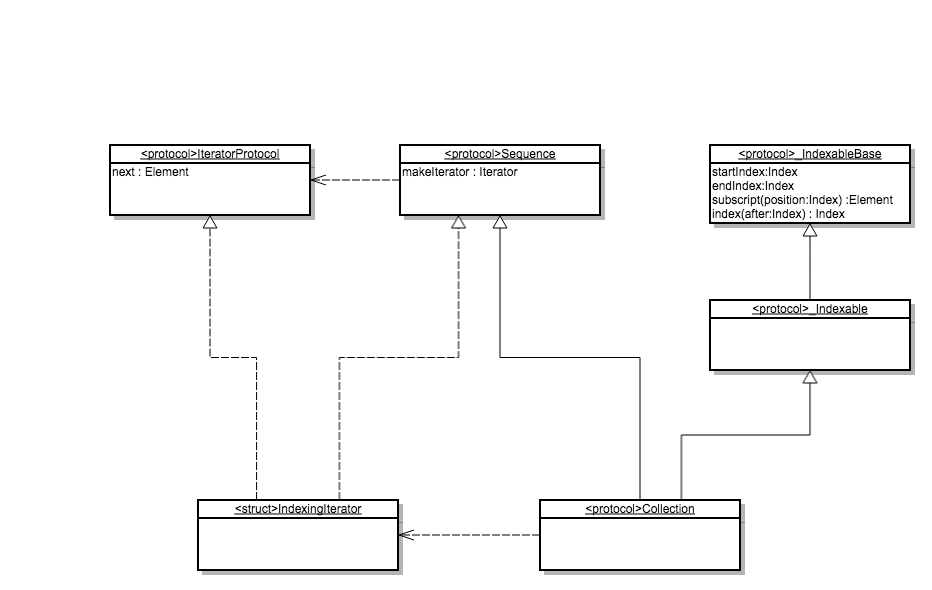 <protocol>IteratorProtocol
next : Element
<protocol>Sequence
makeIterator : Iterator
<protocol>_IndexableBase
startIndex:Index
endIndex:Index
subscript(position:Index) :Element
index(after:Index) : Index
<protocol>_Indexable
<struct>IndexingIterator
<protocol>Collection